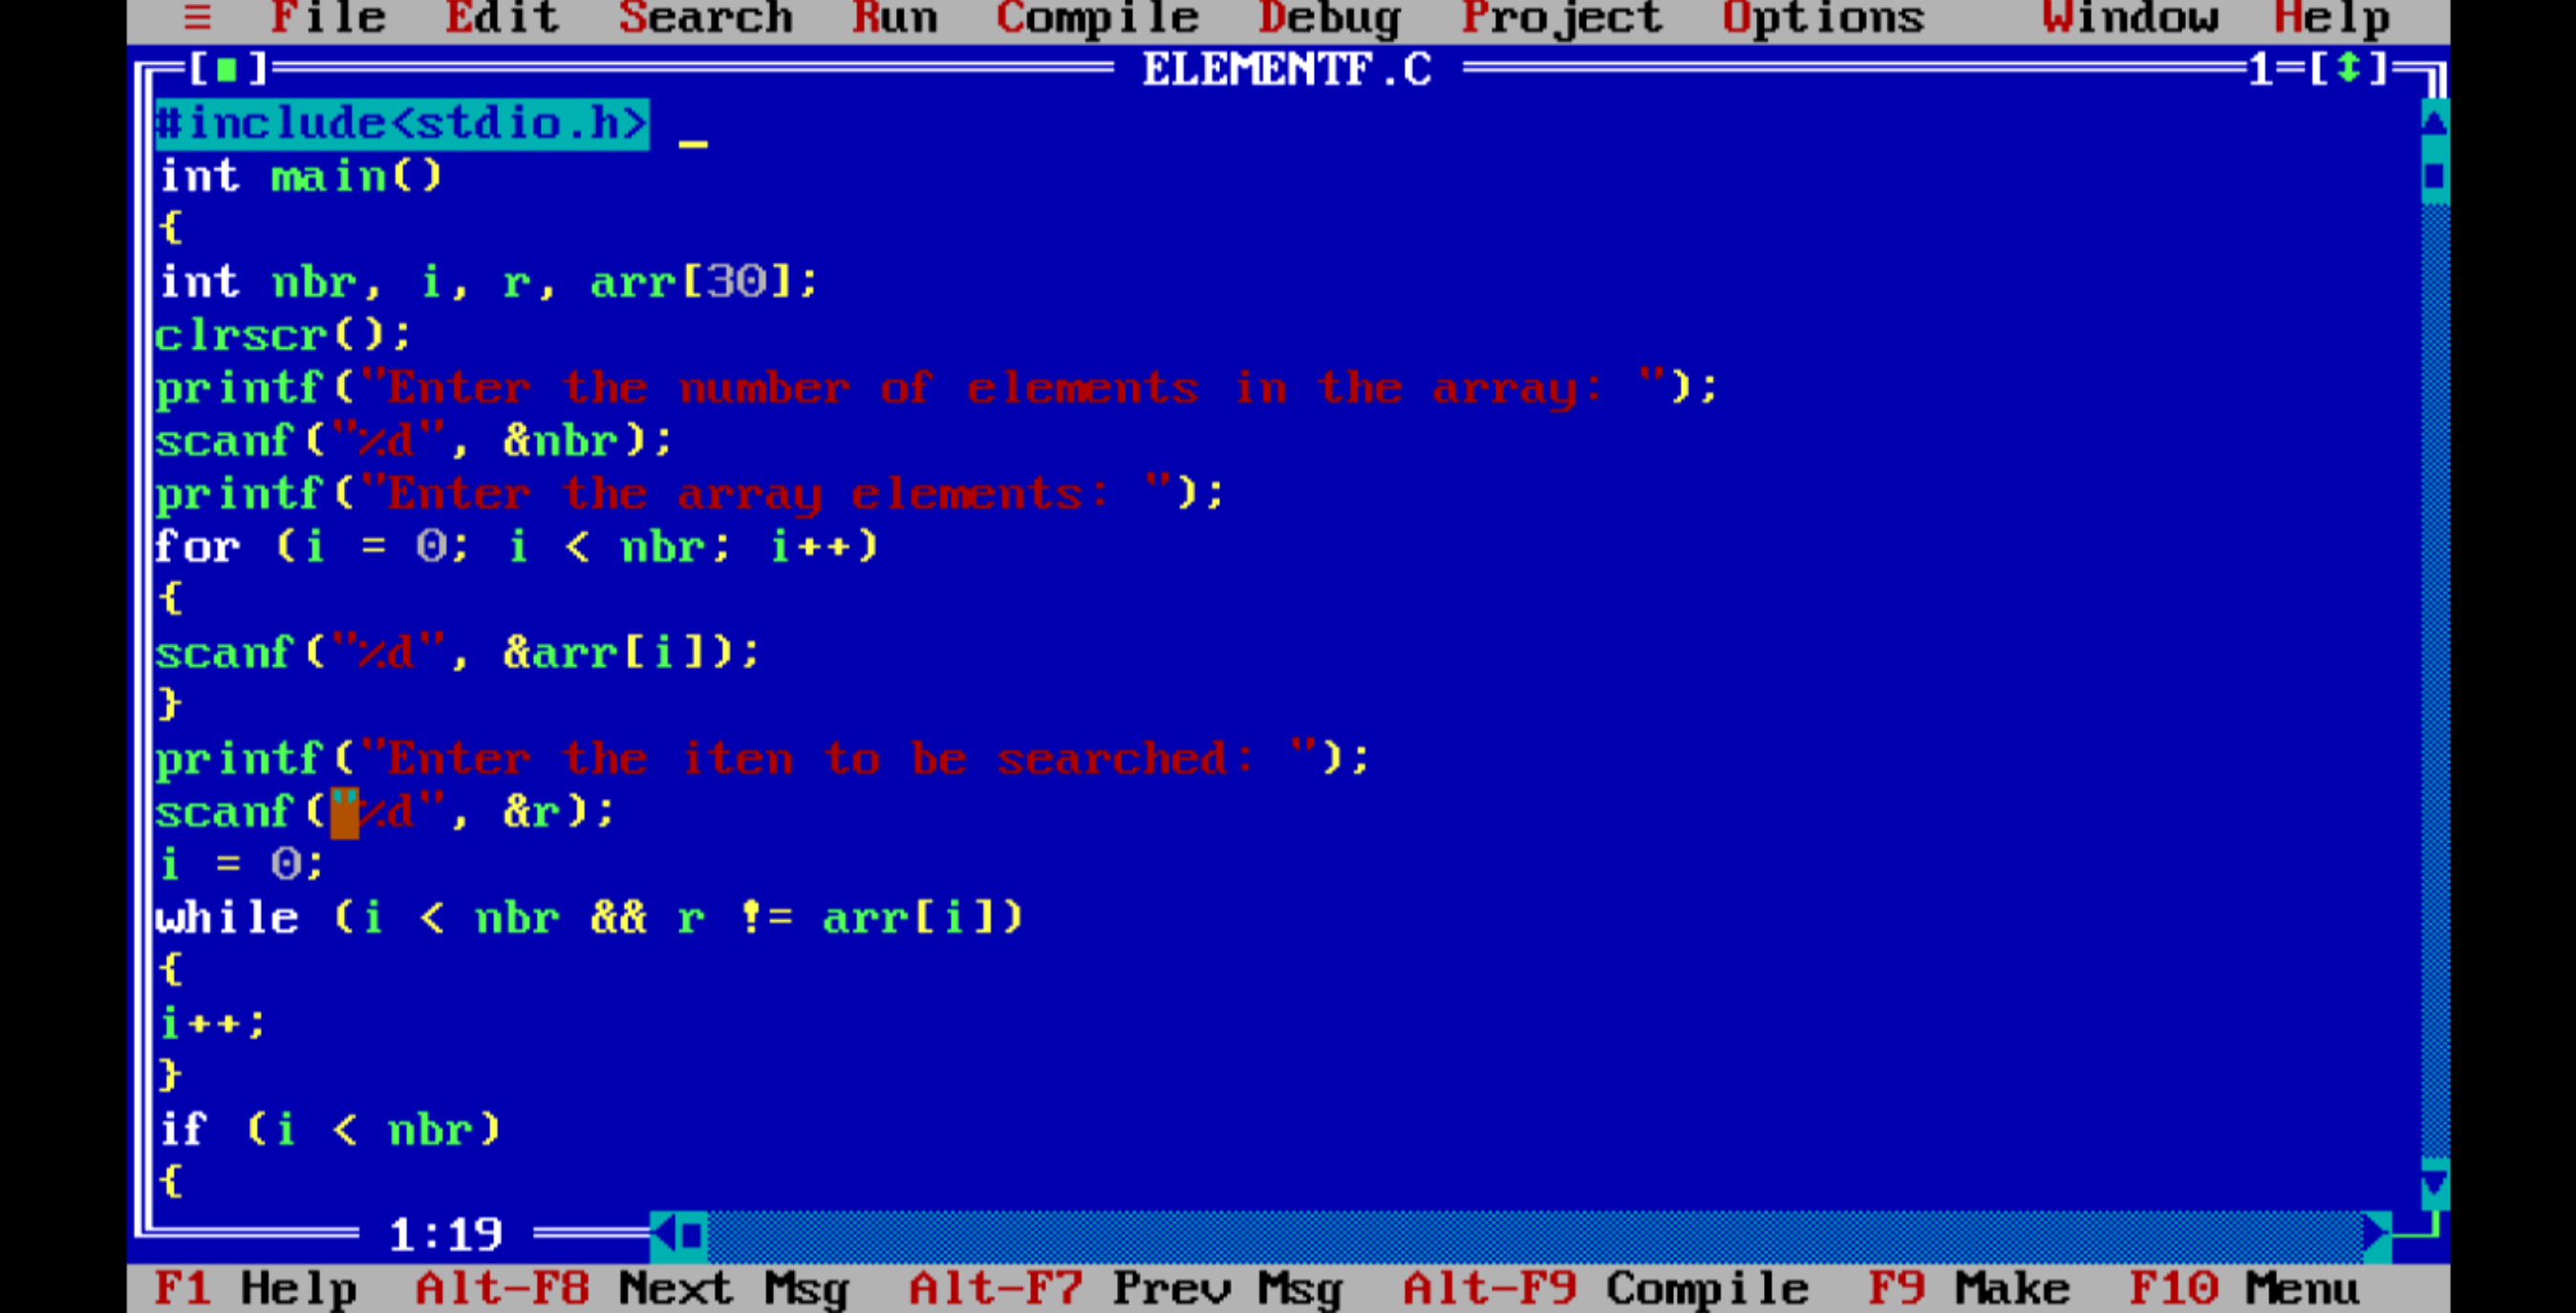 ≡ File Edit Search Run Compile Debug Project Options Window Help
[■] ELEMENTF.C 1=[↕]
#include<stdio.h> _
int main()
{
int nbr, i, r, arr[30];
clrscr();
printf("Enter the number of elements in the array: ");
scanf("%d", &nbr);
printf("Enter the array elements: ");
for (i = 0; i < nbr; i++)
{
scanf("%d", &arr[i]);
}
printf("Enter the iten to be searched: ");
scanf("%d", &r);
i = 0;
while (i < nbr && r != arr[i])
{
i++;
}
if (i < nbr)
{
1:19
F1 Help Alt-F8 Next Msg Alt-F7 Prev Msg Alt-F9 Compile F9 Make F10 Menu